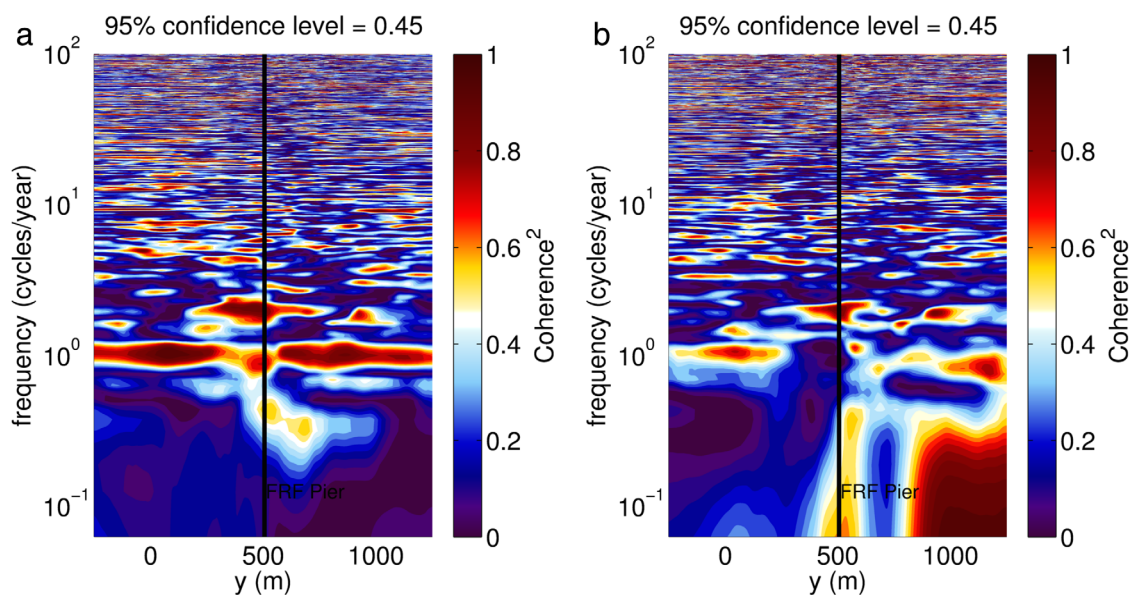 a
95% confidence level = 0.45
10^2
10^1
10^0
10^-1
frequency (cycles/year)
FRF Pier
0
500
1000
y (m)
1
0.8
0.6
0.4
0.2
0
Coherence^2
b
95% confidence level = 0.45
10^2
10^1
10^0
10^-1
frequency (cycles/year)
FRF Pier
0
500
1000
y (m)
1
0.8
0.6
0.4
0.2
0
Coherence^2